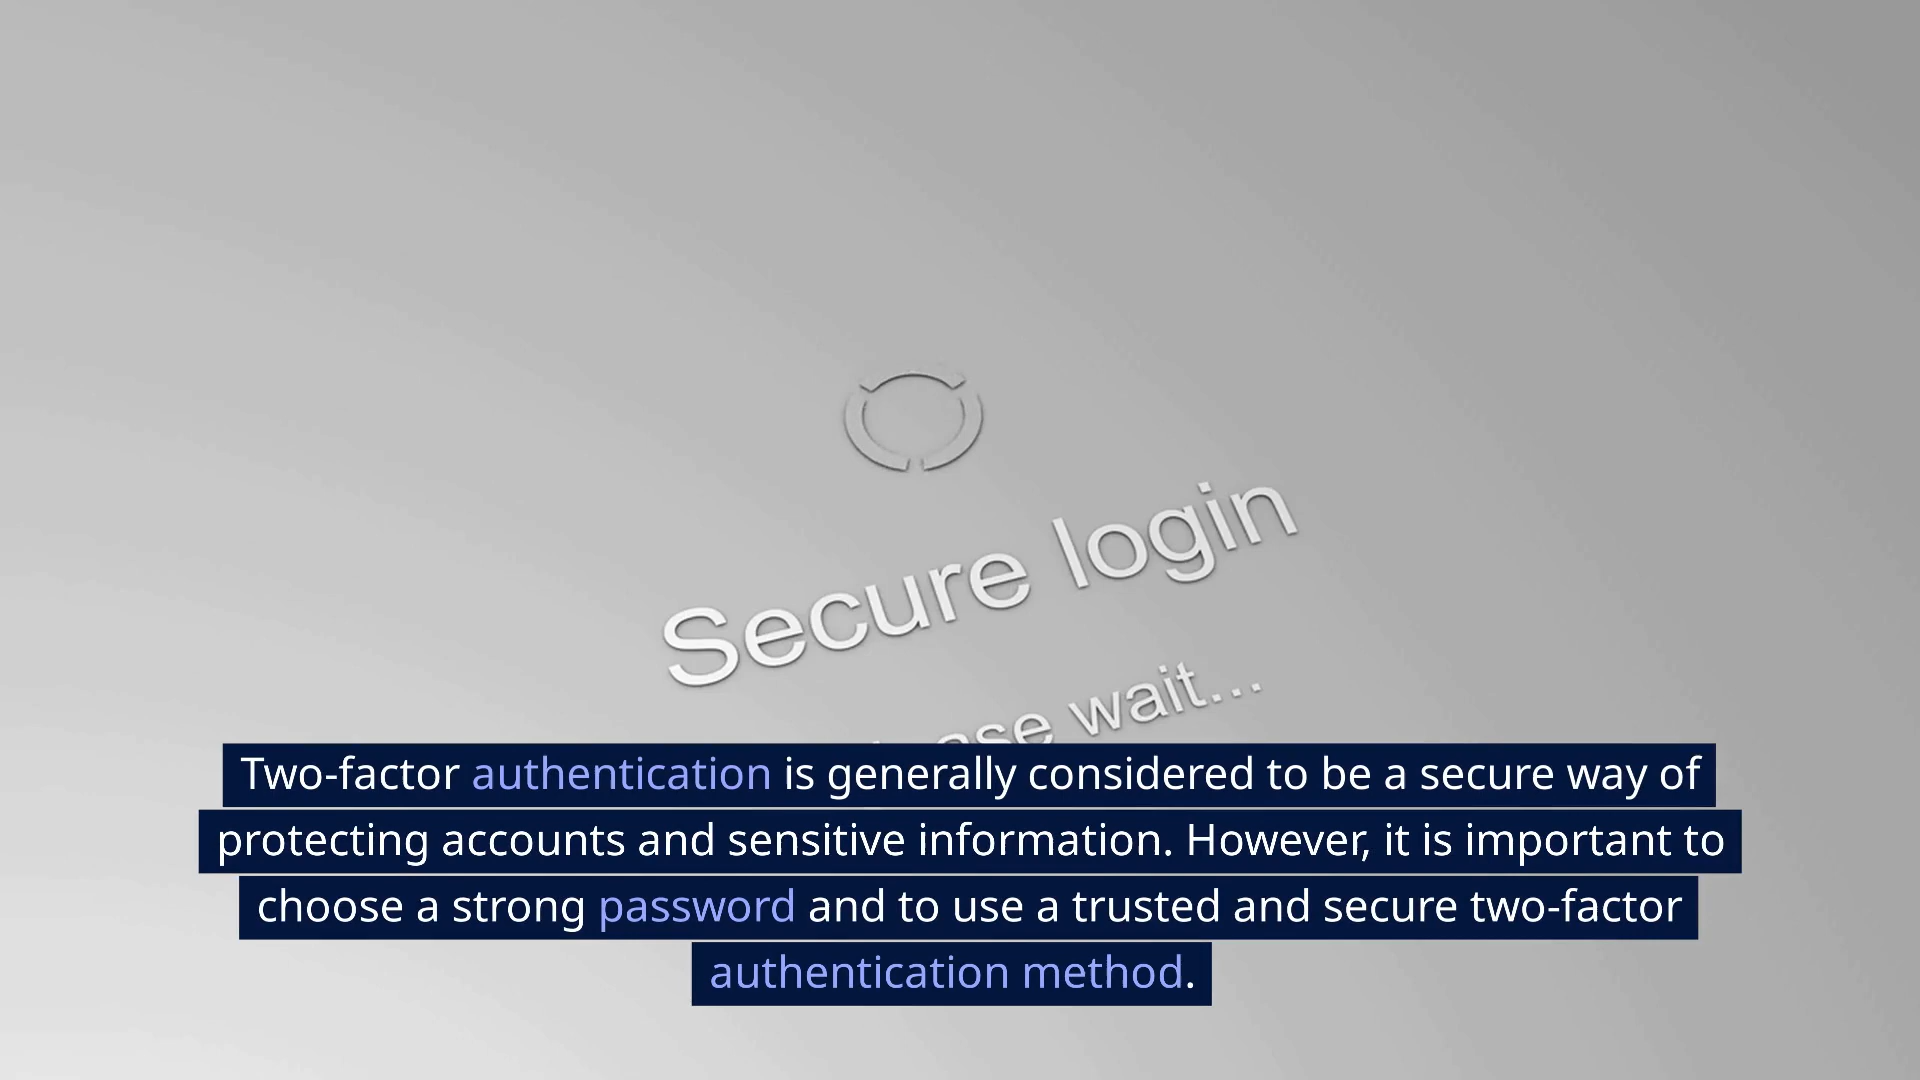 Secure login
wait...
Two-factor authentication is generally considered to be a secure way of
protecting accounts and sensitive information. However, it is important to
choose a strong password and to use a trusted and secure two-factor
authentication method.